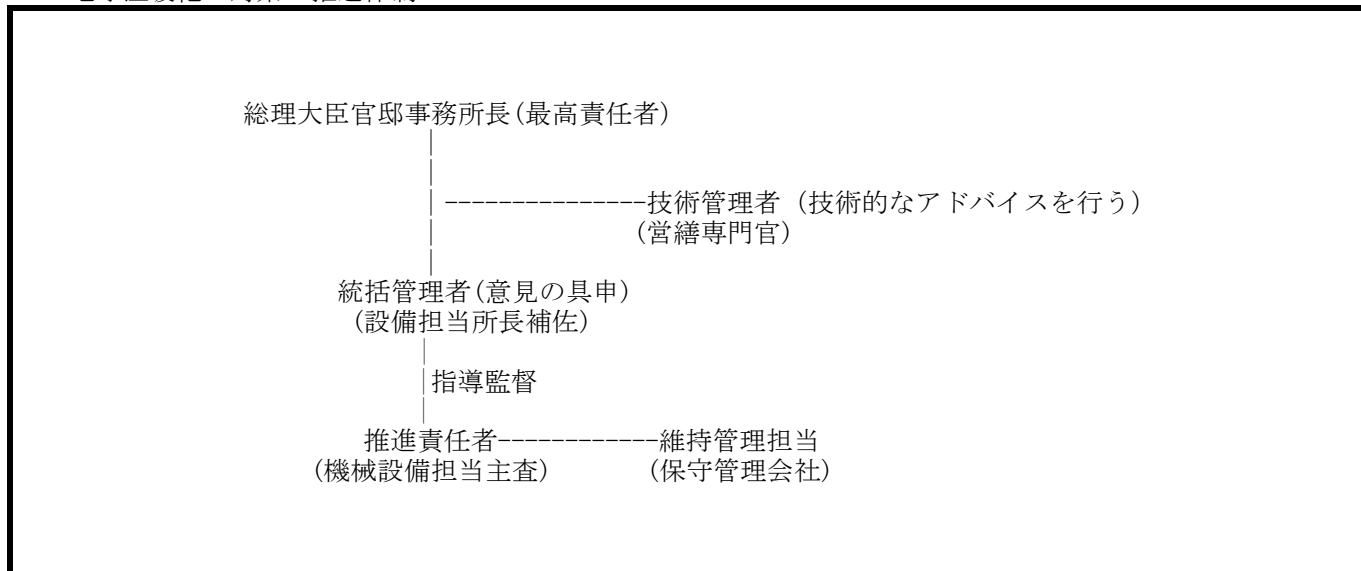 総理大臣官邸事務所長(最高責任者)
技術管理者 (技術的なアドバイスを行う)
(営繕専門官)
統括管理者(意見の具申)
(設備担当所長補佐)
指導監督
推進責任者------------維持管理担当
(機械設備担当主査) (保守管理会社)